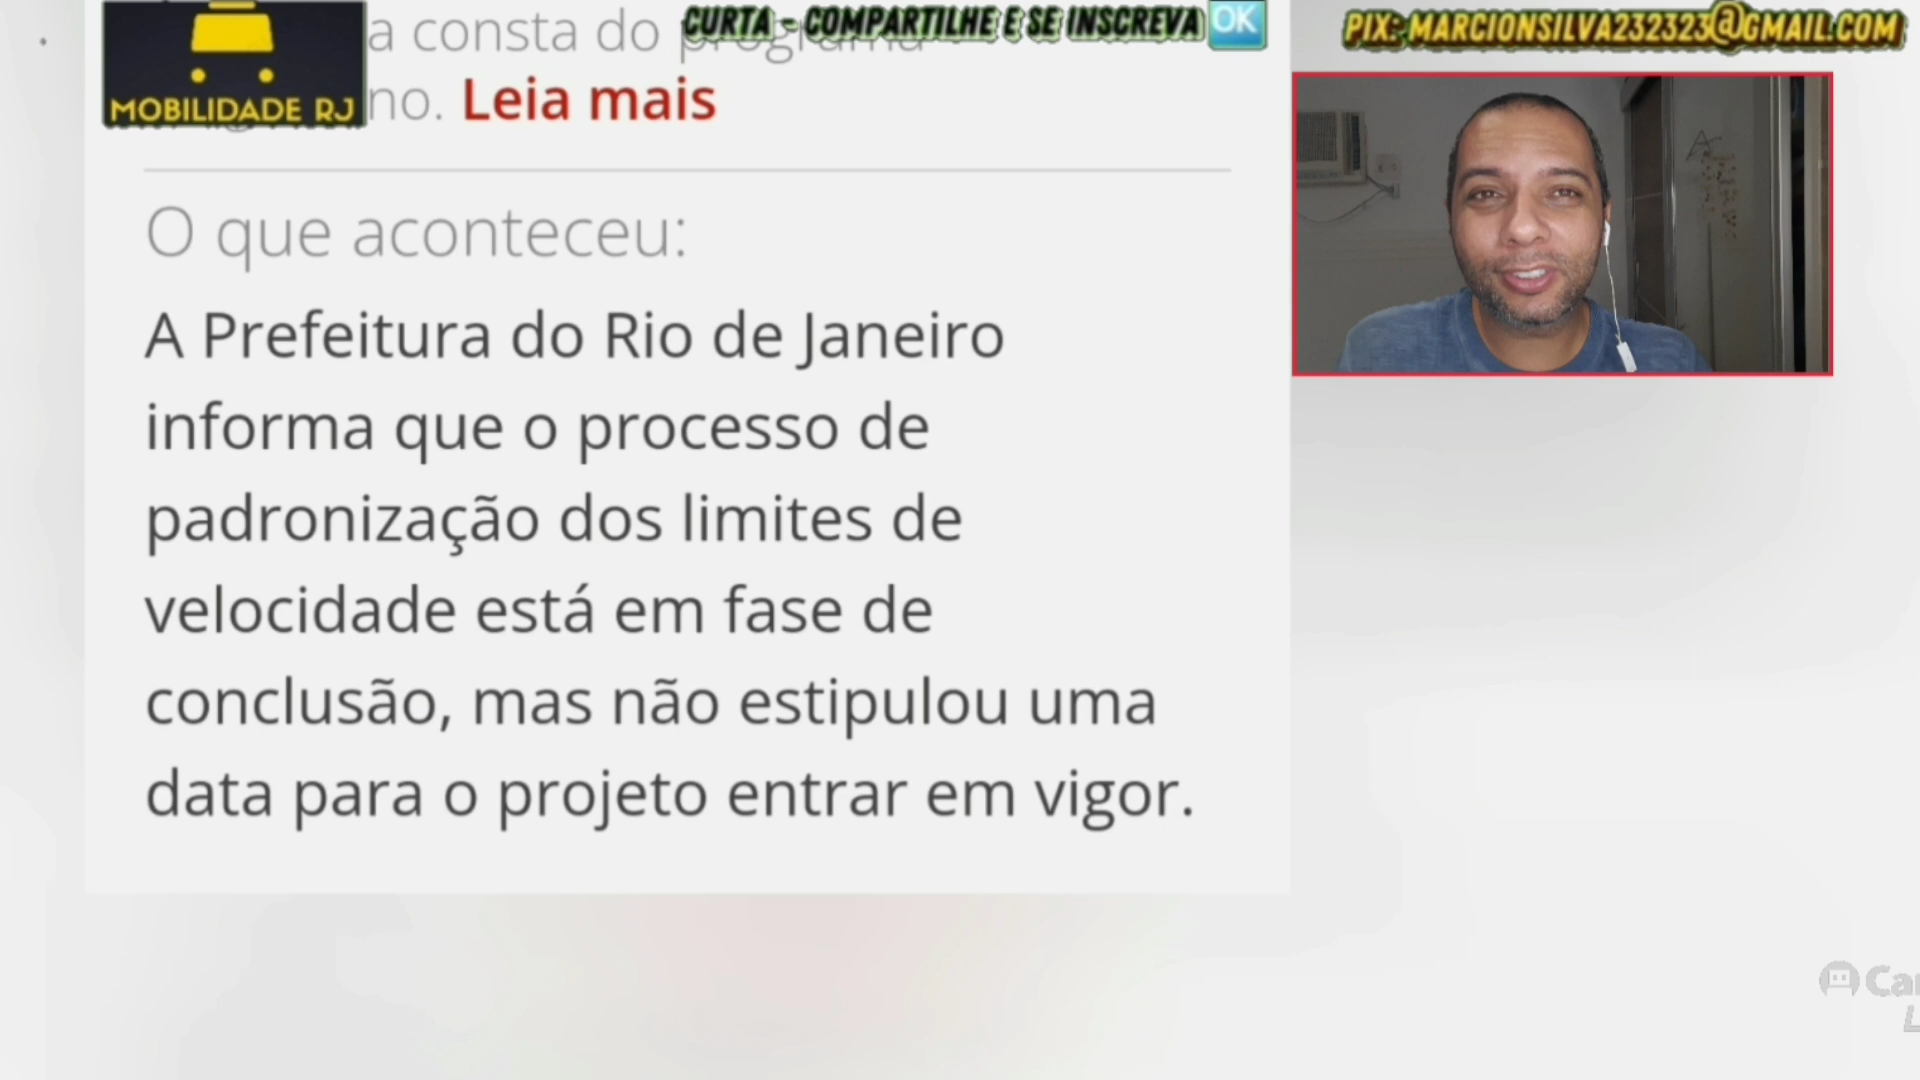 a consta do programa
CURTA - COMPARTILHE E SE INSCREVA OK
PIX: MARCIONSILVA232323@GMAIL.COM
MOBILIDADE RJ
no. Leia mais
O que aconteceu:
A Prefeitura do Rio de Janeiro
informa que o processo de
padronização dos limites de
velocidade está em fase de
conclusão, mas não estipulou uma
data para o projeto entrar em vigor.